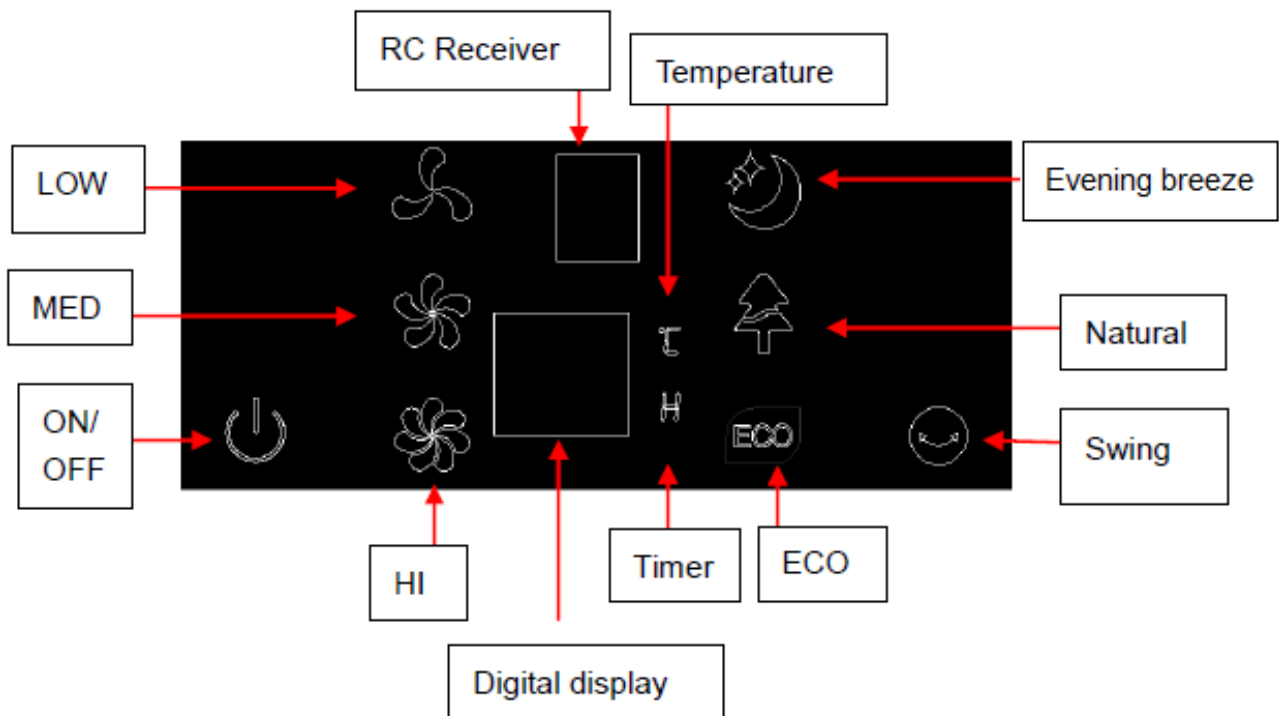 RC Receiver
Temperature
LOW
Evening breeze
MED
℃
Natural
H
ON/
OFF
ECO
Swing
HI
Timer
ECO
Digital display